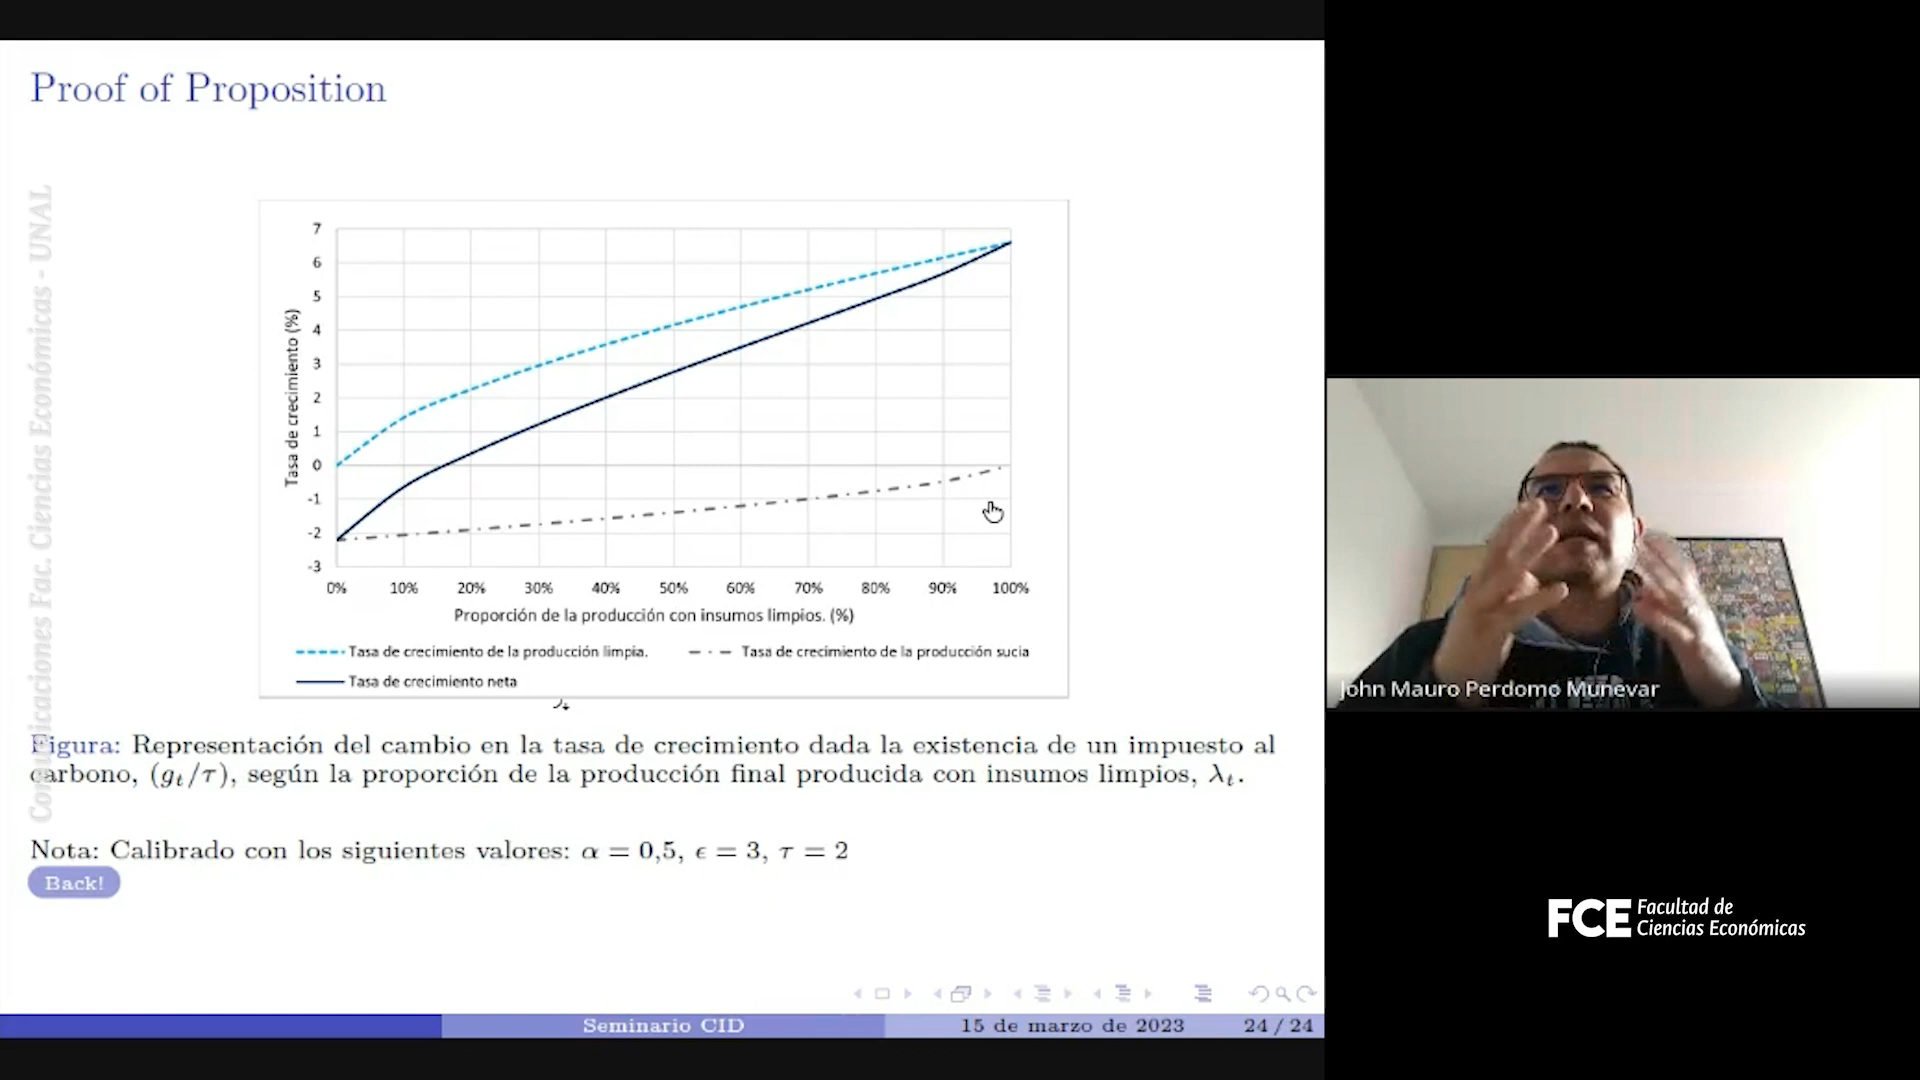 Proof of Proposition
Comunicaciones Fac. Ciencias Económicas - UNAL
Tasa de crecimiento (%)
7
6
5
4
3
2
1
0
-1
-2
-3
0% 10% 20% 30% 40% 50% 60% 70% 80% 90% 100%
Proporción de la producción con insumos limpios. (%)
Tasa de crecimiento de la producción limpia. Tasa de crecimiento de la producción sucia
Tasa de crecimiento neta
Figura: Representación del cambio en la tasa de crecimiento dada la existencia de un impuesto al
carbono, (gₜ/τ), según la proporción de la producción final producida con insumos limpios, λₜ.
Nota: Calibrado con los siguientes valores: α = 0,5, ϵ = 3, τ = 2
Back!
Seminario CID 15 de marzo de 2023 24 / 24
John Mauro Perdomo Munevar
FCE Facultad de
Ciencias Económicas